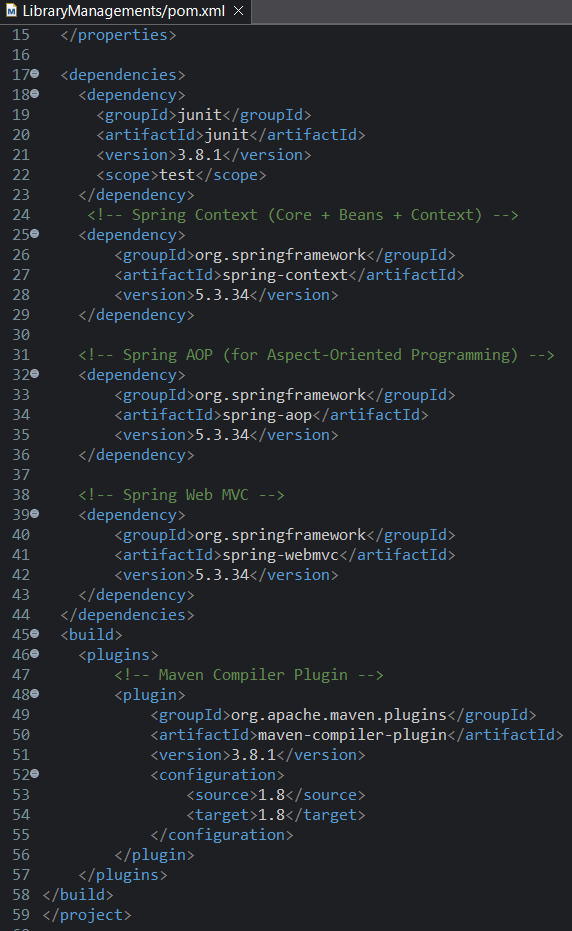 LibraryManagements/pom.xml
15 </properties>
16
17 <dependencies>
18 <dependency>
19 <groupId>junit</groupId>
20 <artifactId>junit</artifactId>
21 <version>3.8.1</version>
22 <scope>test</scope>
23 </dependency>
24 <!-- Spring Context (Core + Beans + Context) -->
25 <dependency>
26 <groupId>org.springframework</groupId>
27 <artifactId>spring-context</artifactId>
28 <version>5.3.34</version>
29 </dependency>
30
31 <!-- Spring AOP (for Aspect-Oriented Programming) -->
32 <dependency>
33 <groupId>org.springframework</groupId>
34 <artifactId>spring-aop</artifactId>
35 <version>5.3.34</version>
36 </dependency>
37
38 <!-- Spring Web MVC -->
39 <dependency>
40 <groupId>org.springframework</groupId>
41 <artifactId>spring-webmvc</artifactId>
42 <version>5.3.34</version>
43 </dependency>
44 </dependencies>
45 <build>
46 <plugins>
47 <!-- Maven Compiler Plugin -->
48 <plugin>
49 <groupId>org.apache.maven.plugins</groupId>
50 <artifactId>maven-compiler-plugin</artifactId>
51 <version>3.8.1</version>
52 <configuration>
53 <source>1.8</source>
54 <target>1.8</target>
55 </configuration>
56 </plugin>
57 </plugins>
58 </build>
59 </project>